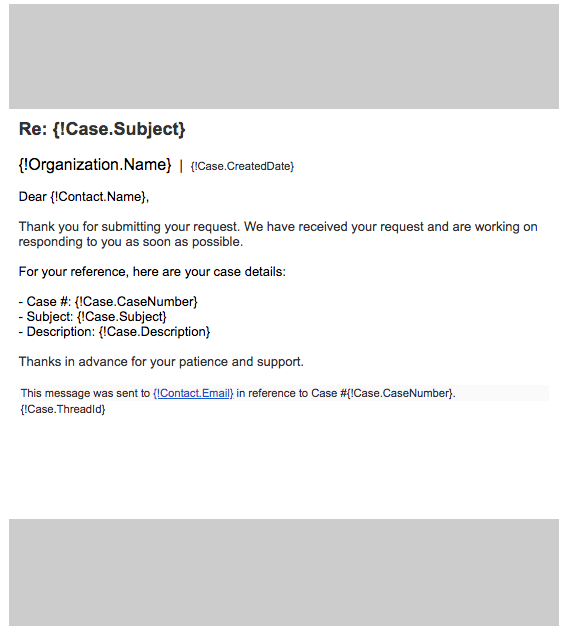 Re: {!Case.Subject}
{!Organization.Name} | {!Case.CreatedDate}
Dear {!Contact.Name},
Thank you for submitting your request. We have received your request and are working on
responding to you as soon as possible.
For your reference, here are your case details:
- Case #: {!Case.CaseNumber}
- Subject: {!Case.Subject}
- Description: {!Case.Description}
Thanks in advance for your patience and support.
This message was sent to {!Contact.Email} in reference to Case #{!Case.CaseNumber}.
{!Case.ThreadId}